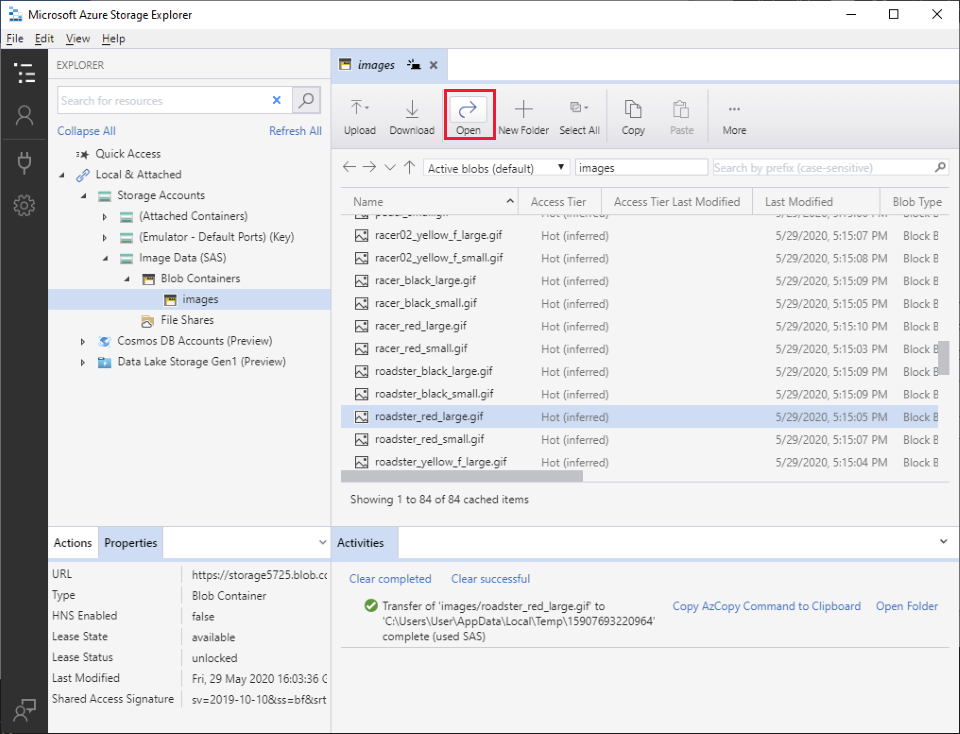 Microsoft Azure Storage Explorer
File Edit View Help
EXPLORER
Search for resources
Collapse All Refresh All
Quick Access
Local & Attached
Storage Accounts
(Attached Containers)
(Emulator - Default Ports) (Key)
Image Data (SAS)
Blob Containers
images
File Shares
Cosmos DB Accounts (Preview)
Data Lake Storage Gen1 (Preview)
images
Upload Download Open New Folder Select All Copy Paste More
Active blobs (default) images Search by prefix (case-sensitive)
Name Access Tier Access Tier Last Modified Last Modified Blob Type
racer02_yellow_f_large.gif Hot (inferred) 5/29/2020, 5:15:07 PM Block B
racer02_yellow_f_small.gif Hot (inferred) 5/29/2020, 5:15:08 PM Block B
racer_black_large.gif Hot (inferred) 5/29/2020, 5:15:09 PM Block B
racer_black_small.gif Hot (inferred) 5/29/2020, 5:15:05 PM Block B
racer_red_large.gif Hot (inferred) 5/29/2020, 5:15:10 PM Block B
racer_red_small.gif Hot (inferred) 5/29/2020, 5:15:03 PM Block B
roadster_black_large.gif Hot (inferred) 5/29/2020, 5:15:09 PM Block B
roadster_black_small.gif Hot (inferred) 5/29/2020, 5:15:09 PM Block B
roadster_red_large.gif Hot (inferred) 5/29/2020, 5:15:05 PM Block B
roadster_red_small.gif Hot (inferred) 5/29/2020, 5:15:07 PM Block B
roadster_yellow_f_large.gif Hot (inferred) 5/29/2020, 5:15:04 PM Block B
Showing 1 to 84 of 84 cached items
Actions Properties
URL https://storage5725.blob.cc
Type Blob Container
HNS Enabled false
Lease State available
Lease Status unlocked
Last Modified Fri, 29 May 2020 16:03:36 G
Shared Access Signature sv=2019-10-10&ss=bf&srt
Activities
Clear completed Clear successful
Transfer of 'images/roadster_red_large.gif' to
'C:\Users\User\AppData\Local\Temp\15907693220964'
complete (used SAS)
Copy AzCopy Command to Clipboard Open Folder